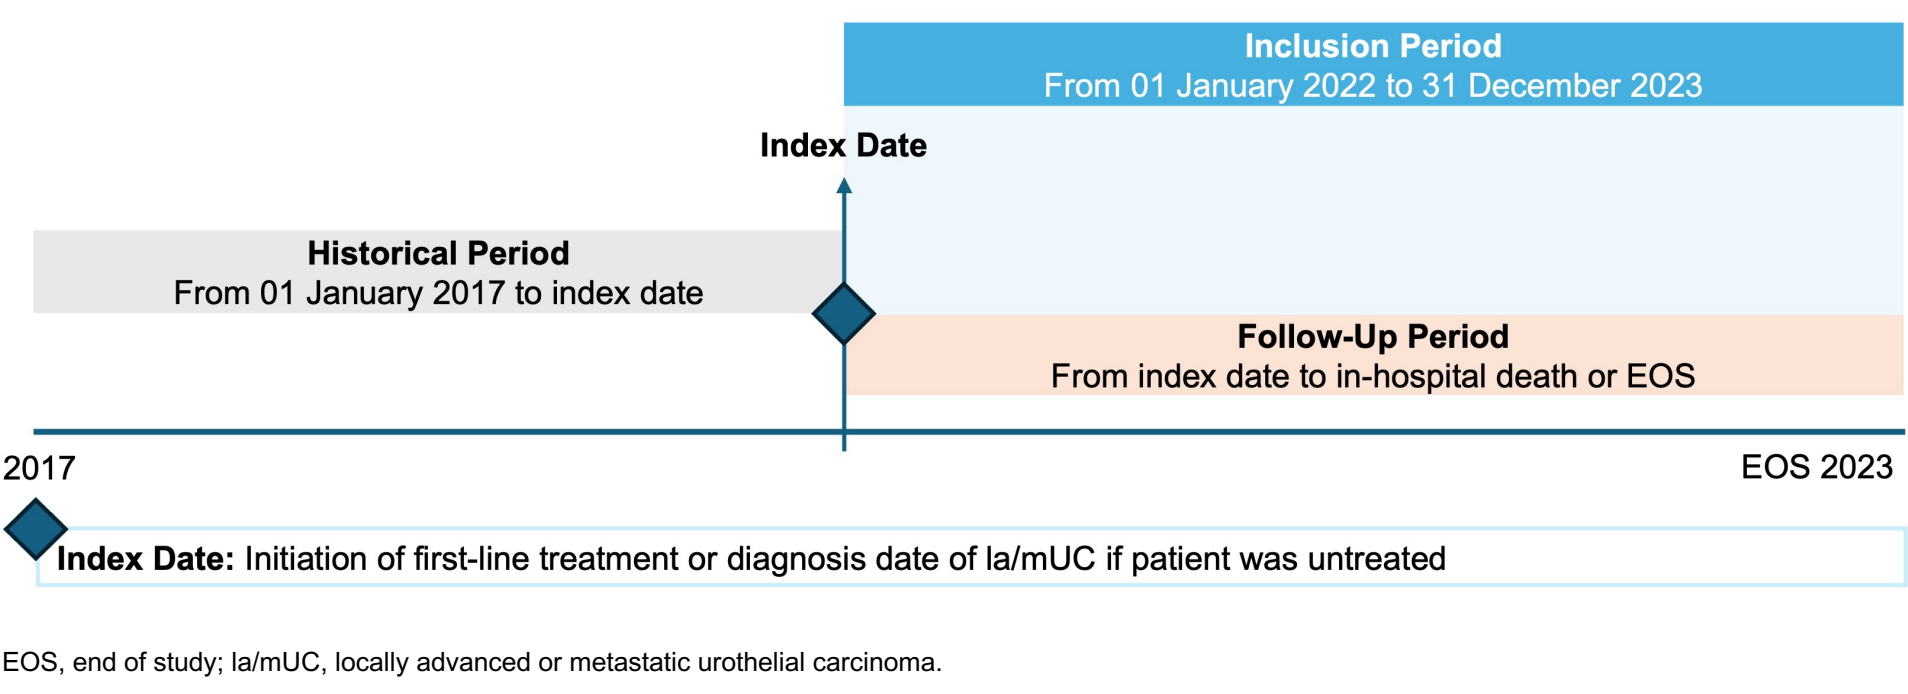 Inclusion Period
From 01 January 2022 to 31 December 2023
Index Date
Historical Period
From 01 January 2017 to index date
Follow-Up Period
From index date to in-hospital death or EOS
2017
EOS 2023
Index Date: Initiation of first-line treatment or diagnosis date of la/mUC if patient was untreated
EOS, end of study; la/mUC, locally advanced or metastatic urothelial carcinoma.